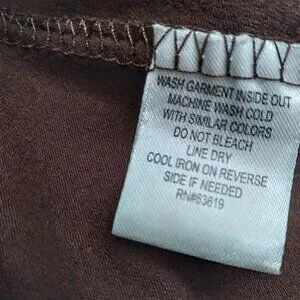 WASH GARMENT INSIDE OUT
MACHINE WASH COLD
WITH SIMILAR COLORS
DO NOT BLEACH
LINE DRY
COOL IRON ON REVERSE
SIDE IF NEEDED
RN#63619